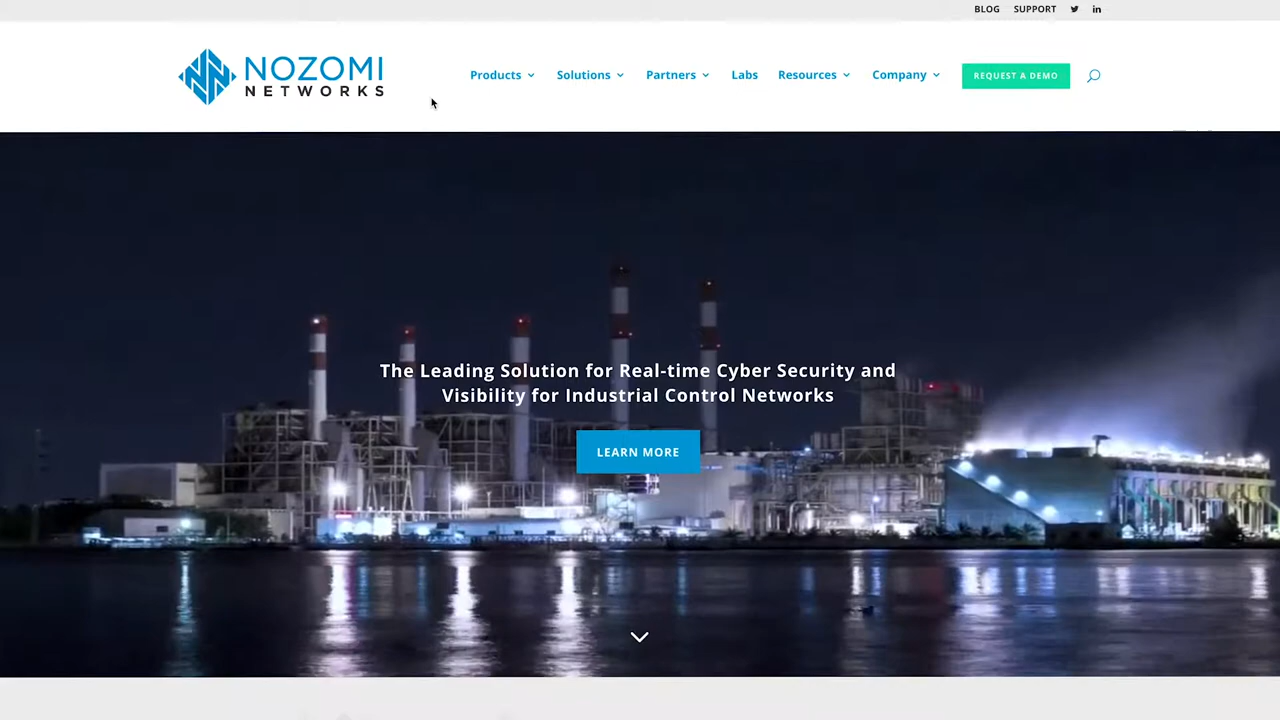 BLOG SUPPORT
NOZOMI
NETWORKS
Products Solutions Partners Labs Resources Company REQUEST A DEMO
The Leading Solution for Real-time Cyber Security and
Visibility for Industrial Control Networks
LEARN MORE